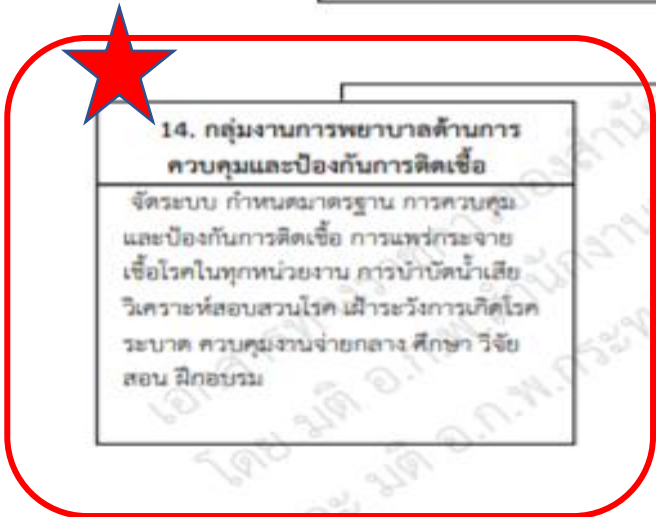 14. กลุ่มงานการพยาบาลด้านการ
ควบคุมและป้องกันการติดเชื้อ
จัดระบบ กำหนดมาตรฐาน การควบคุม
และป้องกันการติดเชื้อ การแพร่กระจาย
เชื้อโรคในทุกหน่วยงาน การบำบัดน้ำเสีย
วิเคราะห์สอบสวนโรค เฝ้าระวังการเกิดโรค
ระบาด ควบคุมงานจ่ายกลาง ศึกษา วิจัย
สอน ฝึกอบรม